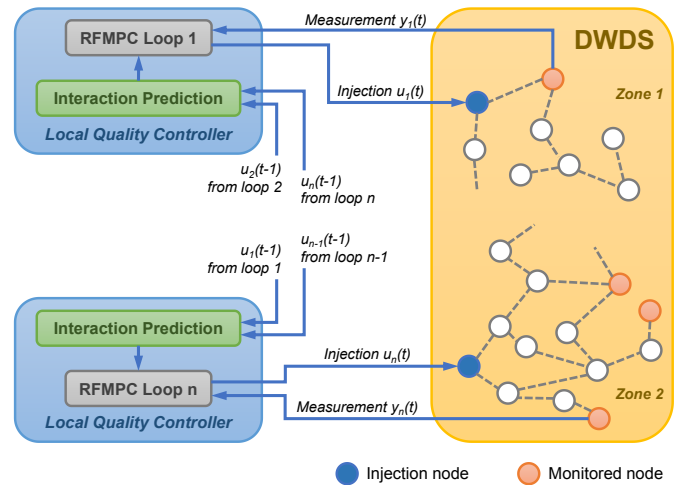 RFMPC Loop 1
Interaction Prediction
Local Quality Controller
Measurement y1(t)
Injection u1(t)
u2(t-1)
from loop 2
un(t-1)
from loop n
DWDS
Zone 1
u1(t-1)
from loop 1
un-1(t-1)
from loop n-1
Interaction Prediction
RFMPC Loop n
Local Quality Controller
Injection un(t)
Measurement yn(t)
Zone 2
Injection node
Monitored node